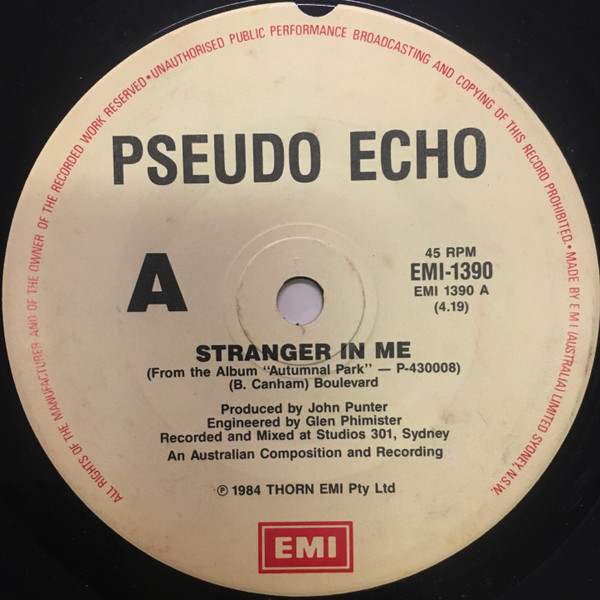 ALL RIGHTS OF THE MANUFACTURER AND OF THE OWNER OF THE RECORDED WORK RESERVED • UNAUTHORISED PUBLIC PERFORMANCE BROADCASTING AND COPYING OF THIS RECORD PROHIBITED. • MADE BY E M I (AUSTRALIA) LIMITED SYDNEY, N.S.W.
PSEUDO ECHO
A
45 RPM
EMI-1390
EMI 1390 A
(4.19)
STRANGER IN ME
(From the Album "Autumnal Park" — P-430008)
(B. Canham) Boulevard
Produced by John Punter
Engineered by Glen Phimister
Recorded and Mixed at Studios 301, Sydney
An Australian Composition and Recording
℗ 1984 THORN EMI Pty Ltd
EMI